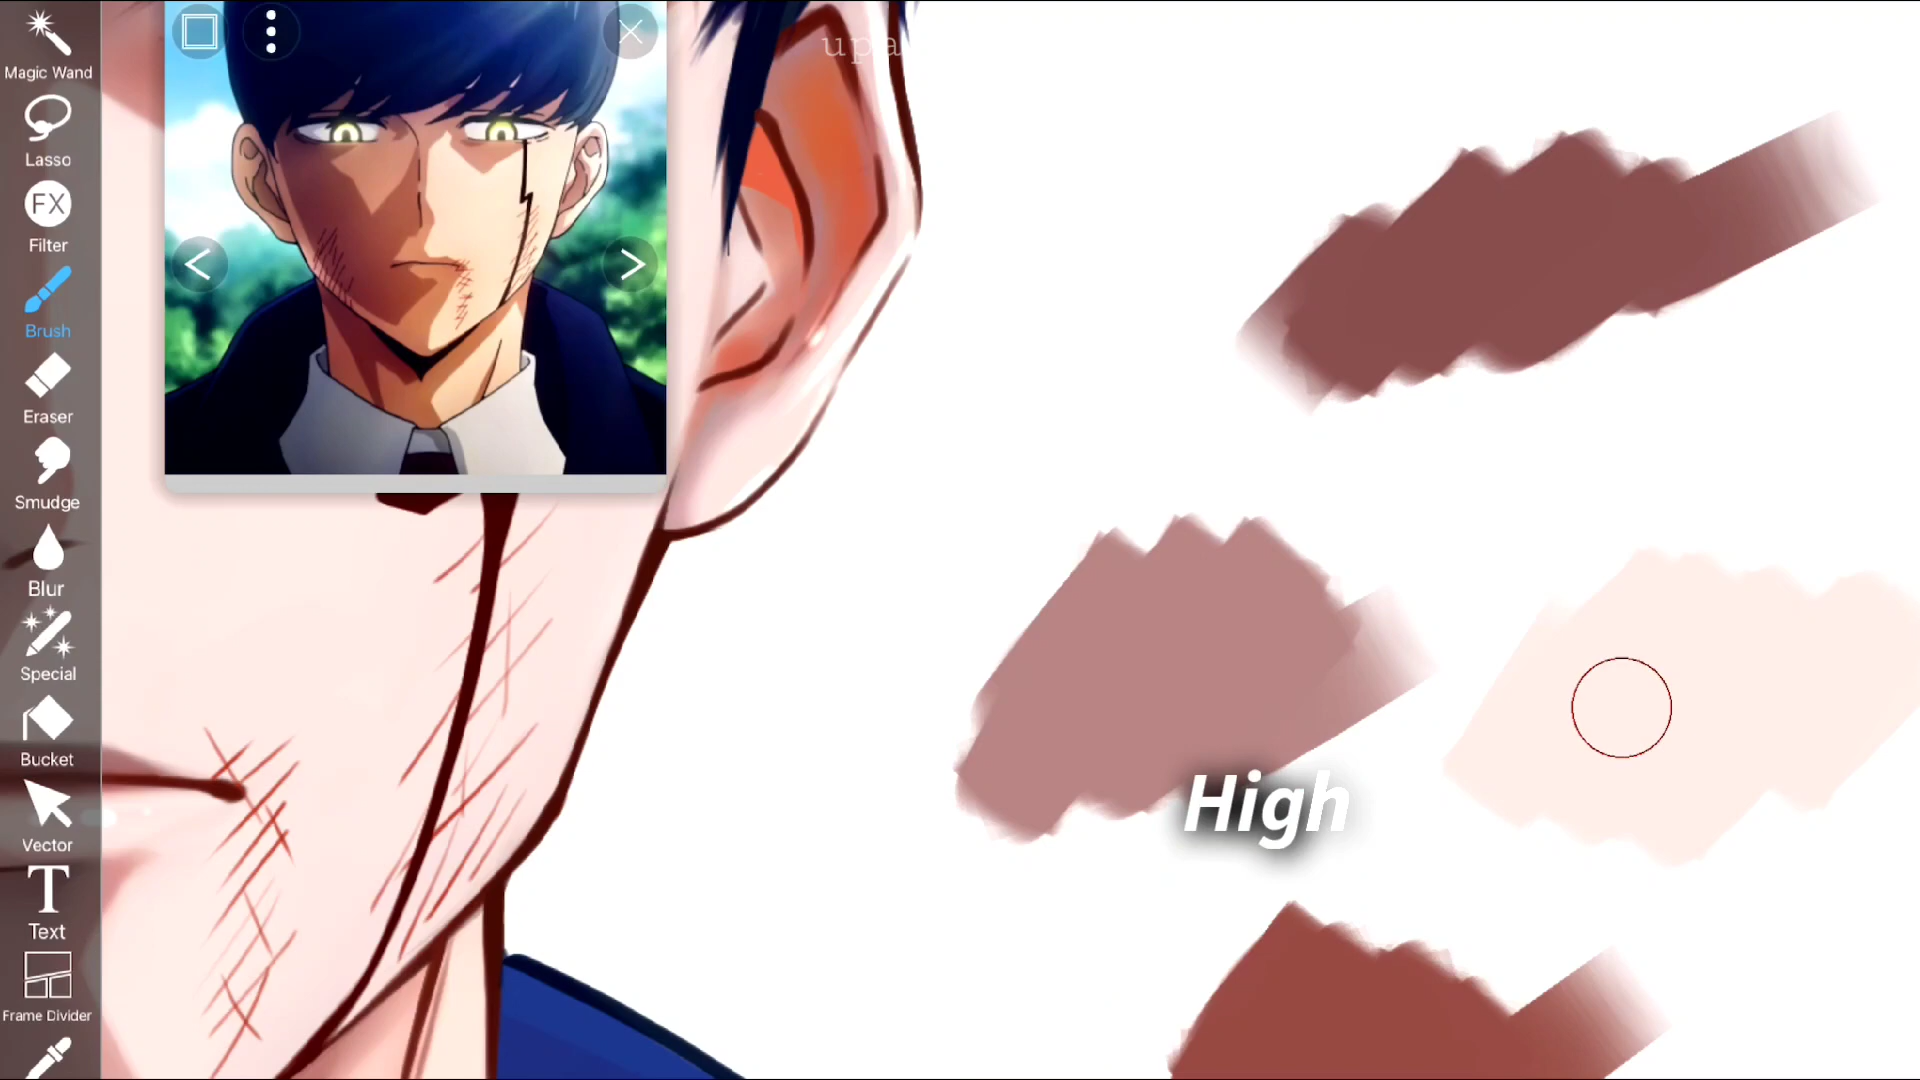 Magic Wand
Lasso
FX
Filter
Brush
Eraser
Smudge
Blur
Special
Bucket
Vector
T
Text
Frame Divider
High